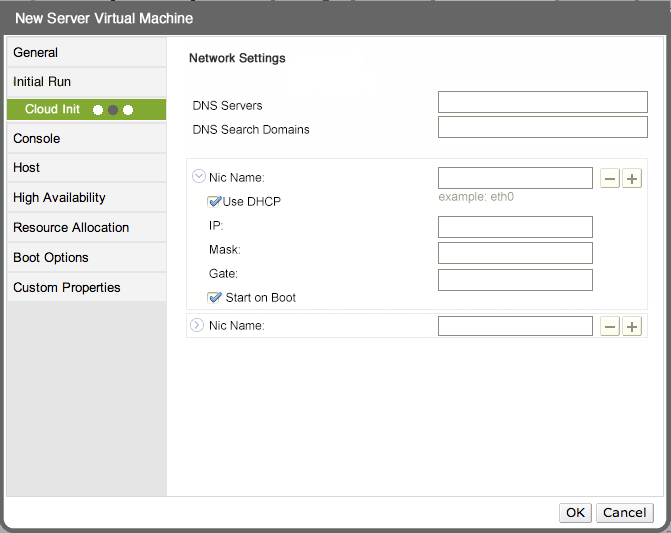 New Server Virtual Machine
General
Initial Run
Cloud Init
Console
Host
High Availability
Resource Allocation
Boot Options
Custom Properties
Network Settings
DNS Servers
DNS Search Domains
Nic Name:
example: eth0
Use DHCP
IP:
Mask:
Gate:
Start on Boot
Nic Name:
OK Cancel